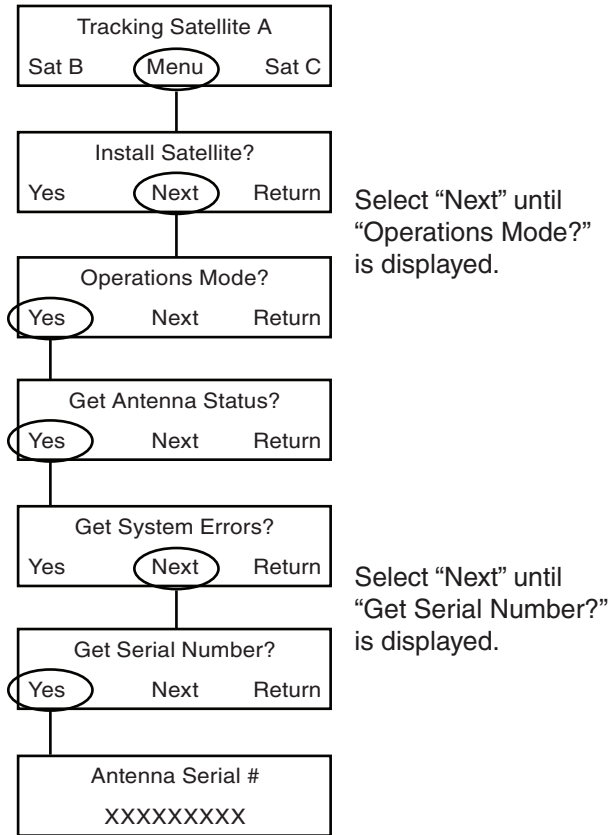 Tracking Satellite A
Sat B Menu Sat C
Install Satellite?
Yes Next Return
Select “Next” until
“Operations Mode?”
is displayed.
Operations Mode?
Yes Next Return
Get Antenna Status?
Yes Next Return
Get System Errors?
Yes Next Return
Select “Next” until
“Get Serial Number?”
is displayed.
Get Serial Number?
Yes Next Return
Antenna Serial #
XXXXXXXXX